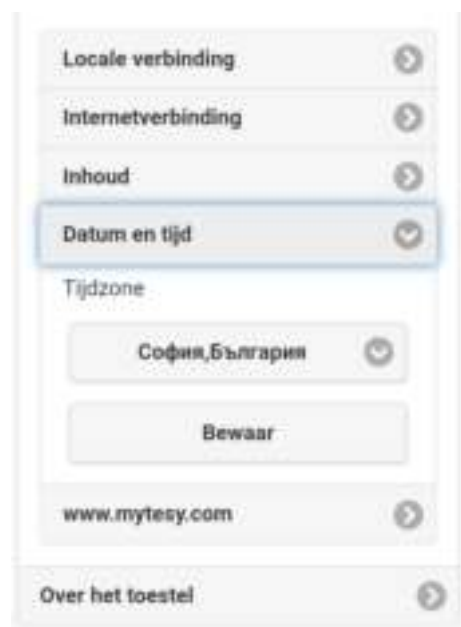 Locale verbinding
Internetverbinding
Inhoud
Datum en tijd
Tijdzone
София,България
Bewaar
www.mytesy.com
Over het toestel